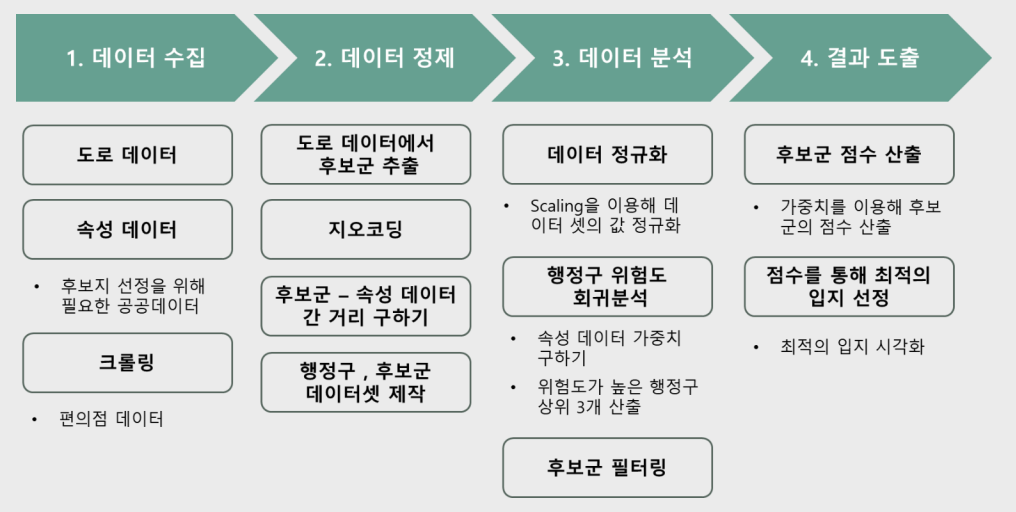 1. 데이터 수집
2. 데이터 정제
3. 데이터 분석
4. 결과 도출
도로 데이터
속성 데이터
• 후보지 선정을 위해
필요한 공공데이터
크롤링
• 편의점 데이터
도로 데이터에서
후보군 추출
지오코딩
후보군 – 속성 데이터
간 거리 구하기
행정구 , 후보군
데이터셋 제작
데이터 정규화
• Scaling을 이용해 데
이터 셋의 값 정규화
행정구 위험도
회귀분석
• 속성 데이터 가중치
구하기
• 위험도가 높은 행정구
상위 3개 산출
후보군 필터링
후보군 점수 산출
• 가중치를 이용해 후보
군의 점수 산출
점수를 통해 최적의
입지 선정
• 최적의 입지 시각화